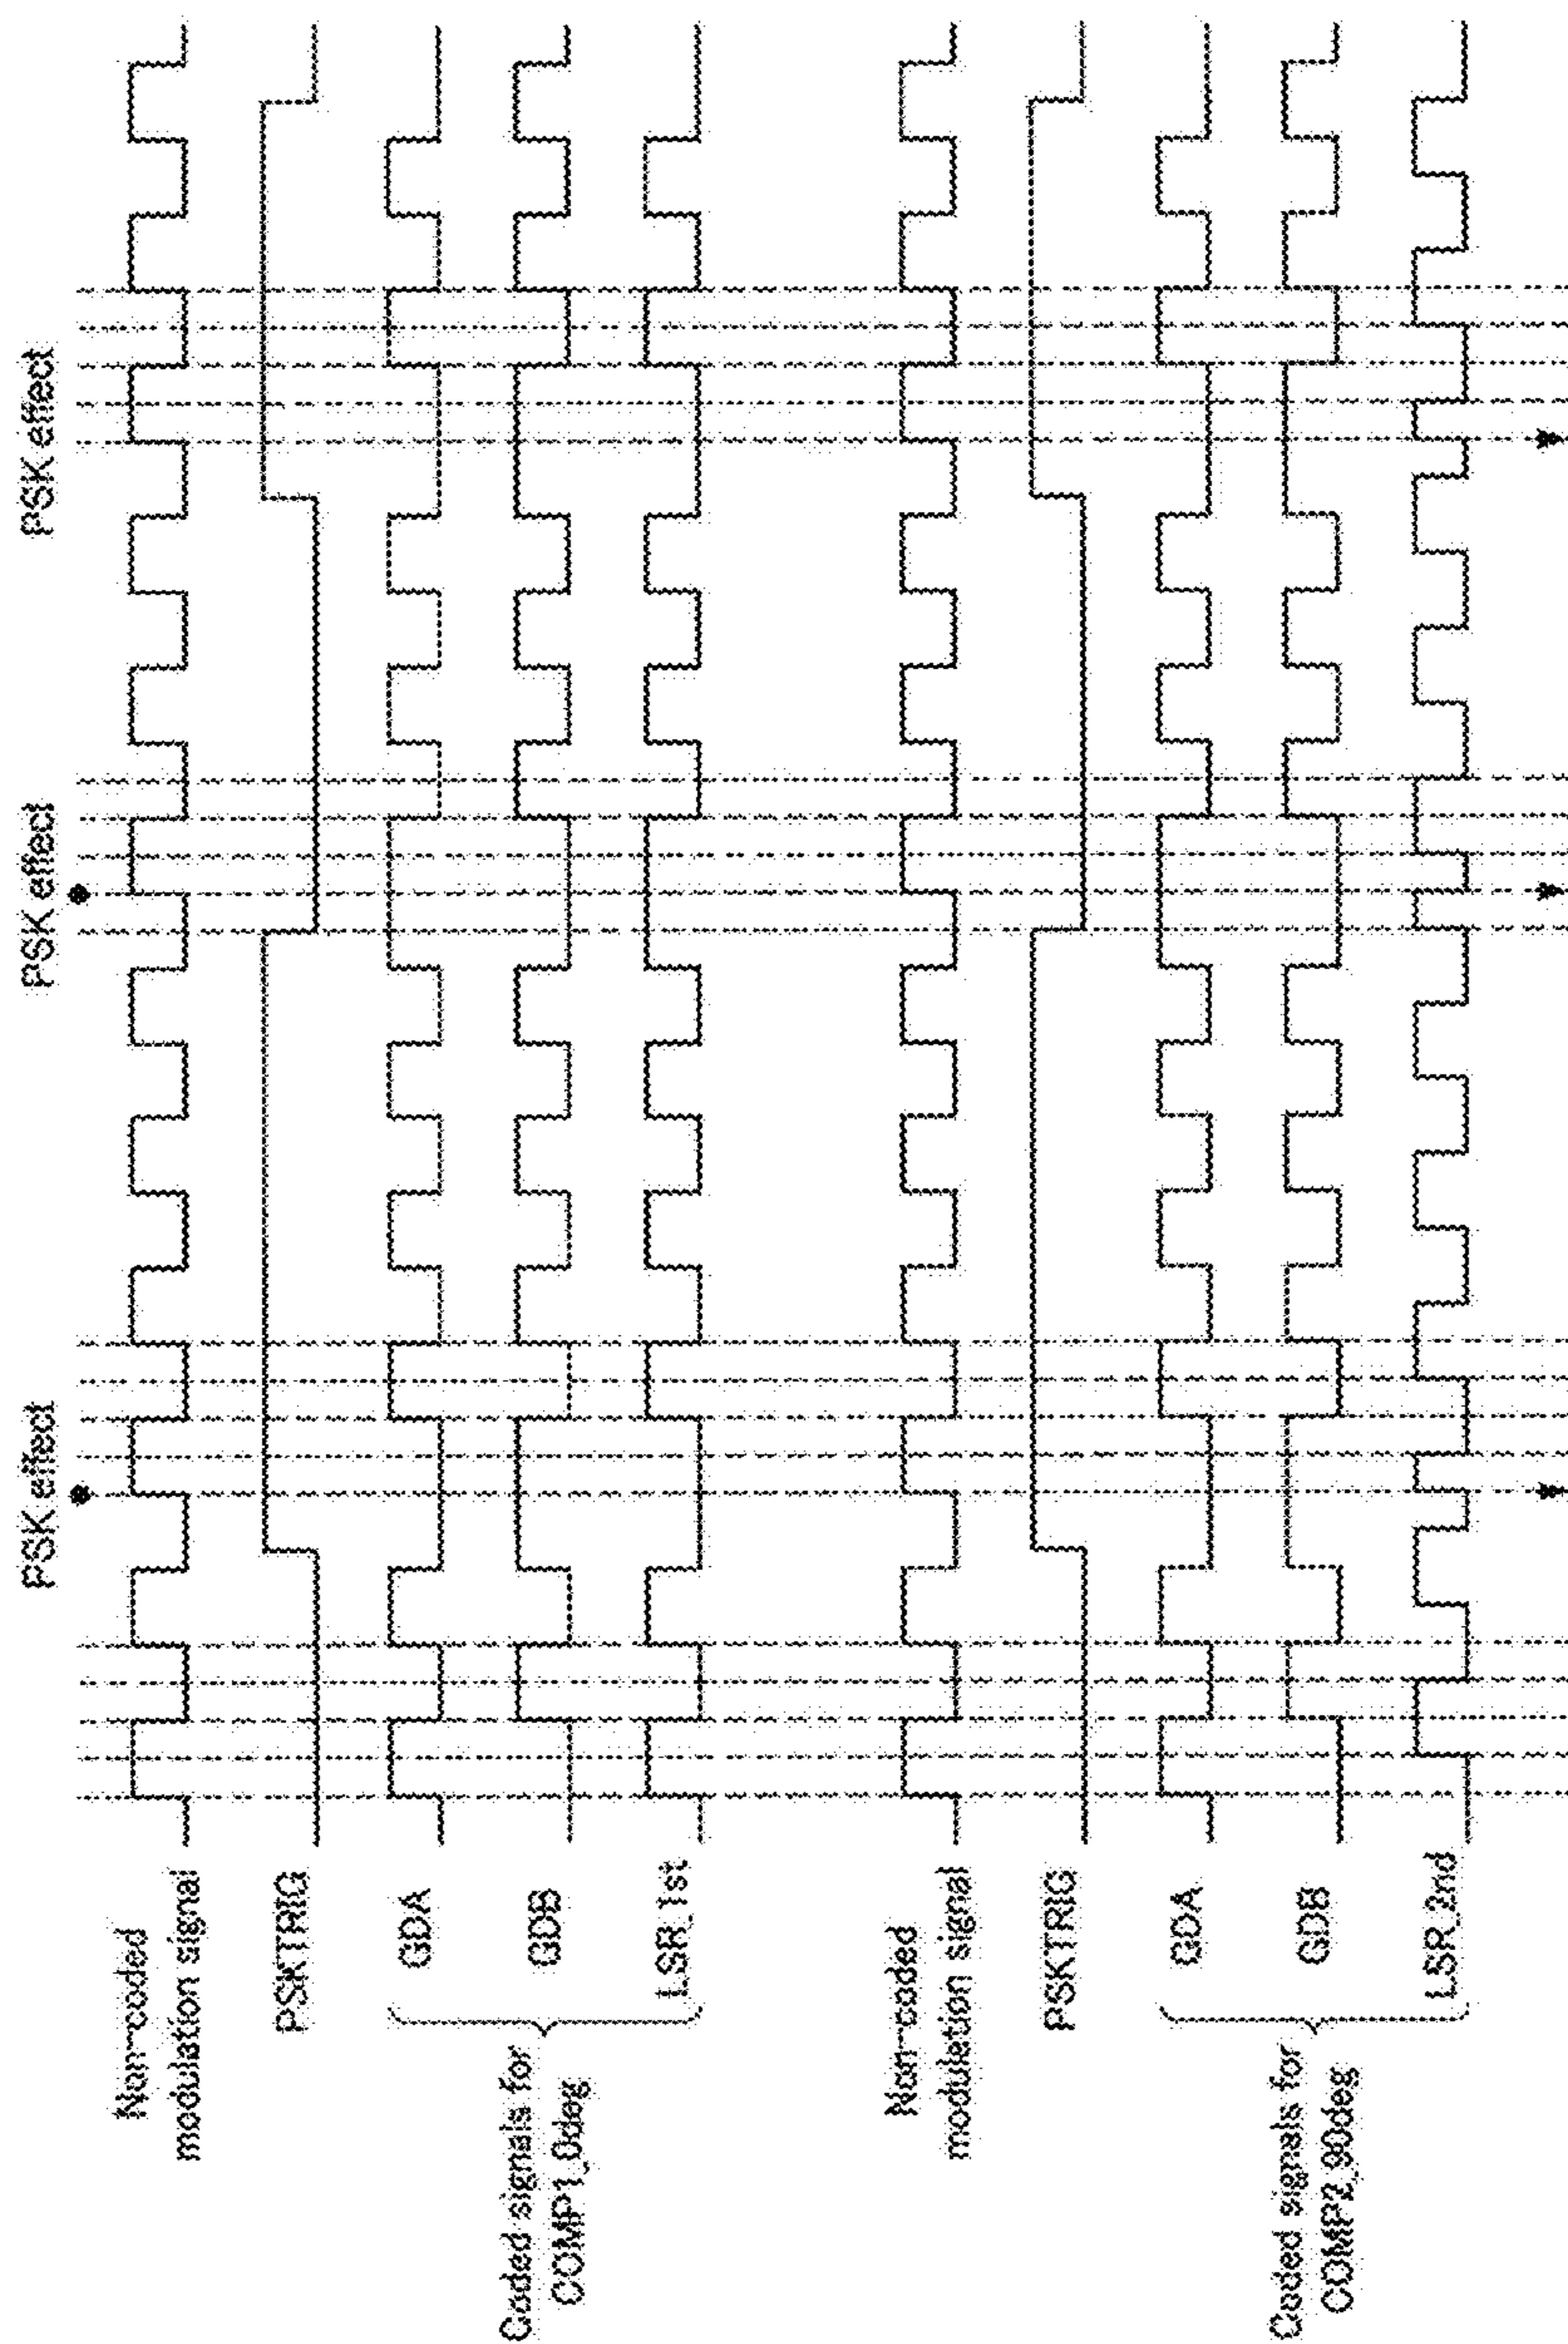 PSK effect
PSK effect
PSK effect
Non-coded
modulation signal
PSKTRIG
GDA
GDB
LSR_1st
Coded signals for
COMP1_0deg
Non-coded
modulation signal
PSKTRIG
GDA
GDB
LSR_2nd
Coded signals for
COMP2_90deg